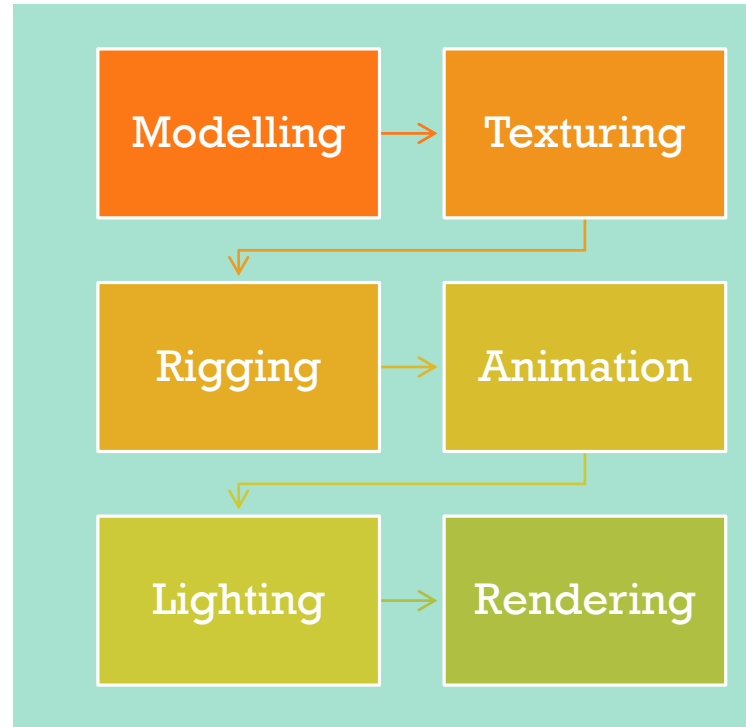 Modelling
Texturing
Rigging
Animation
Lighting
Rendering